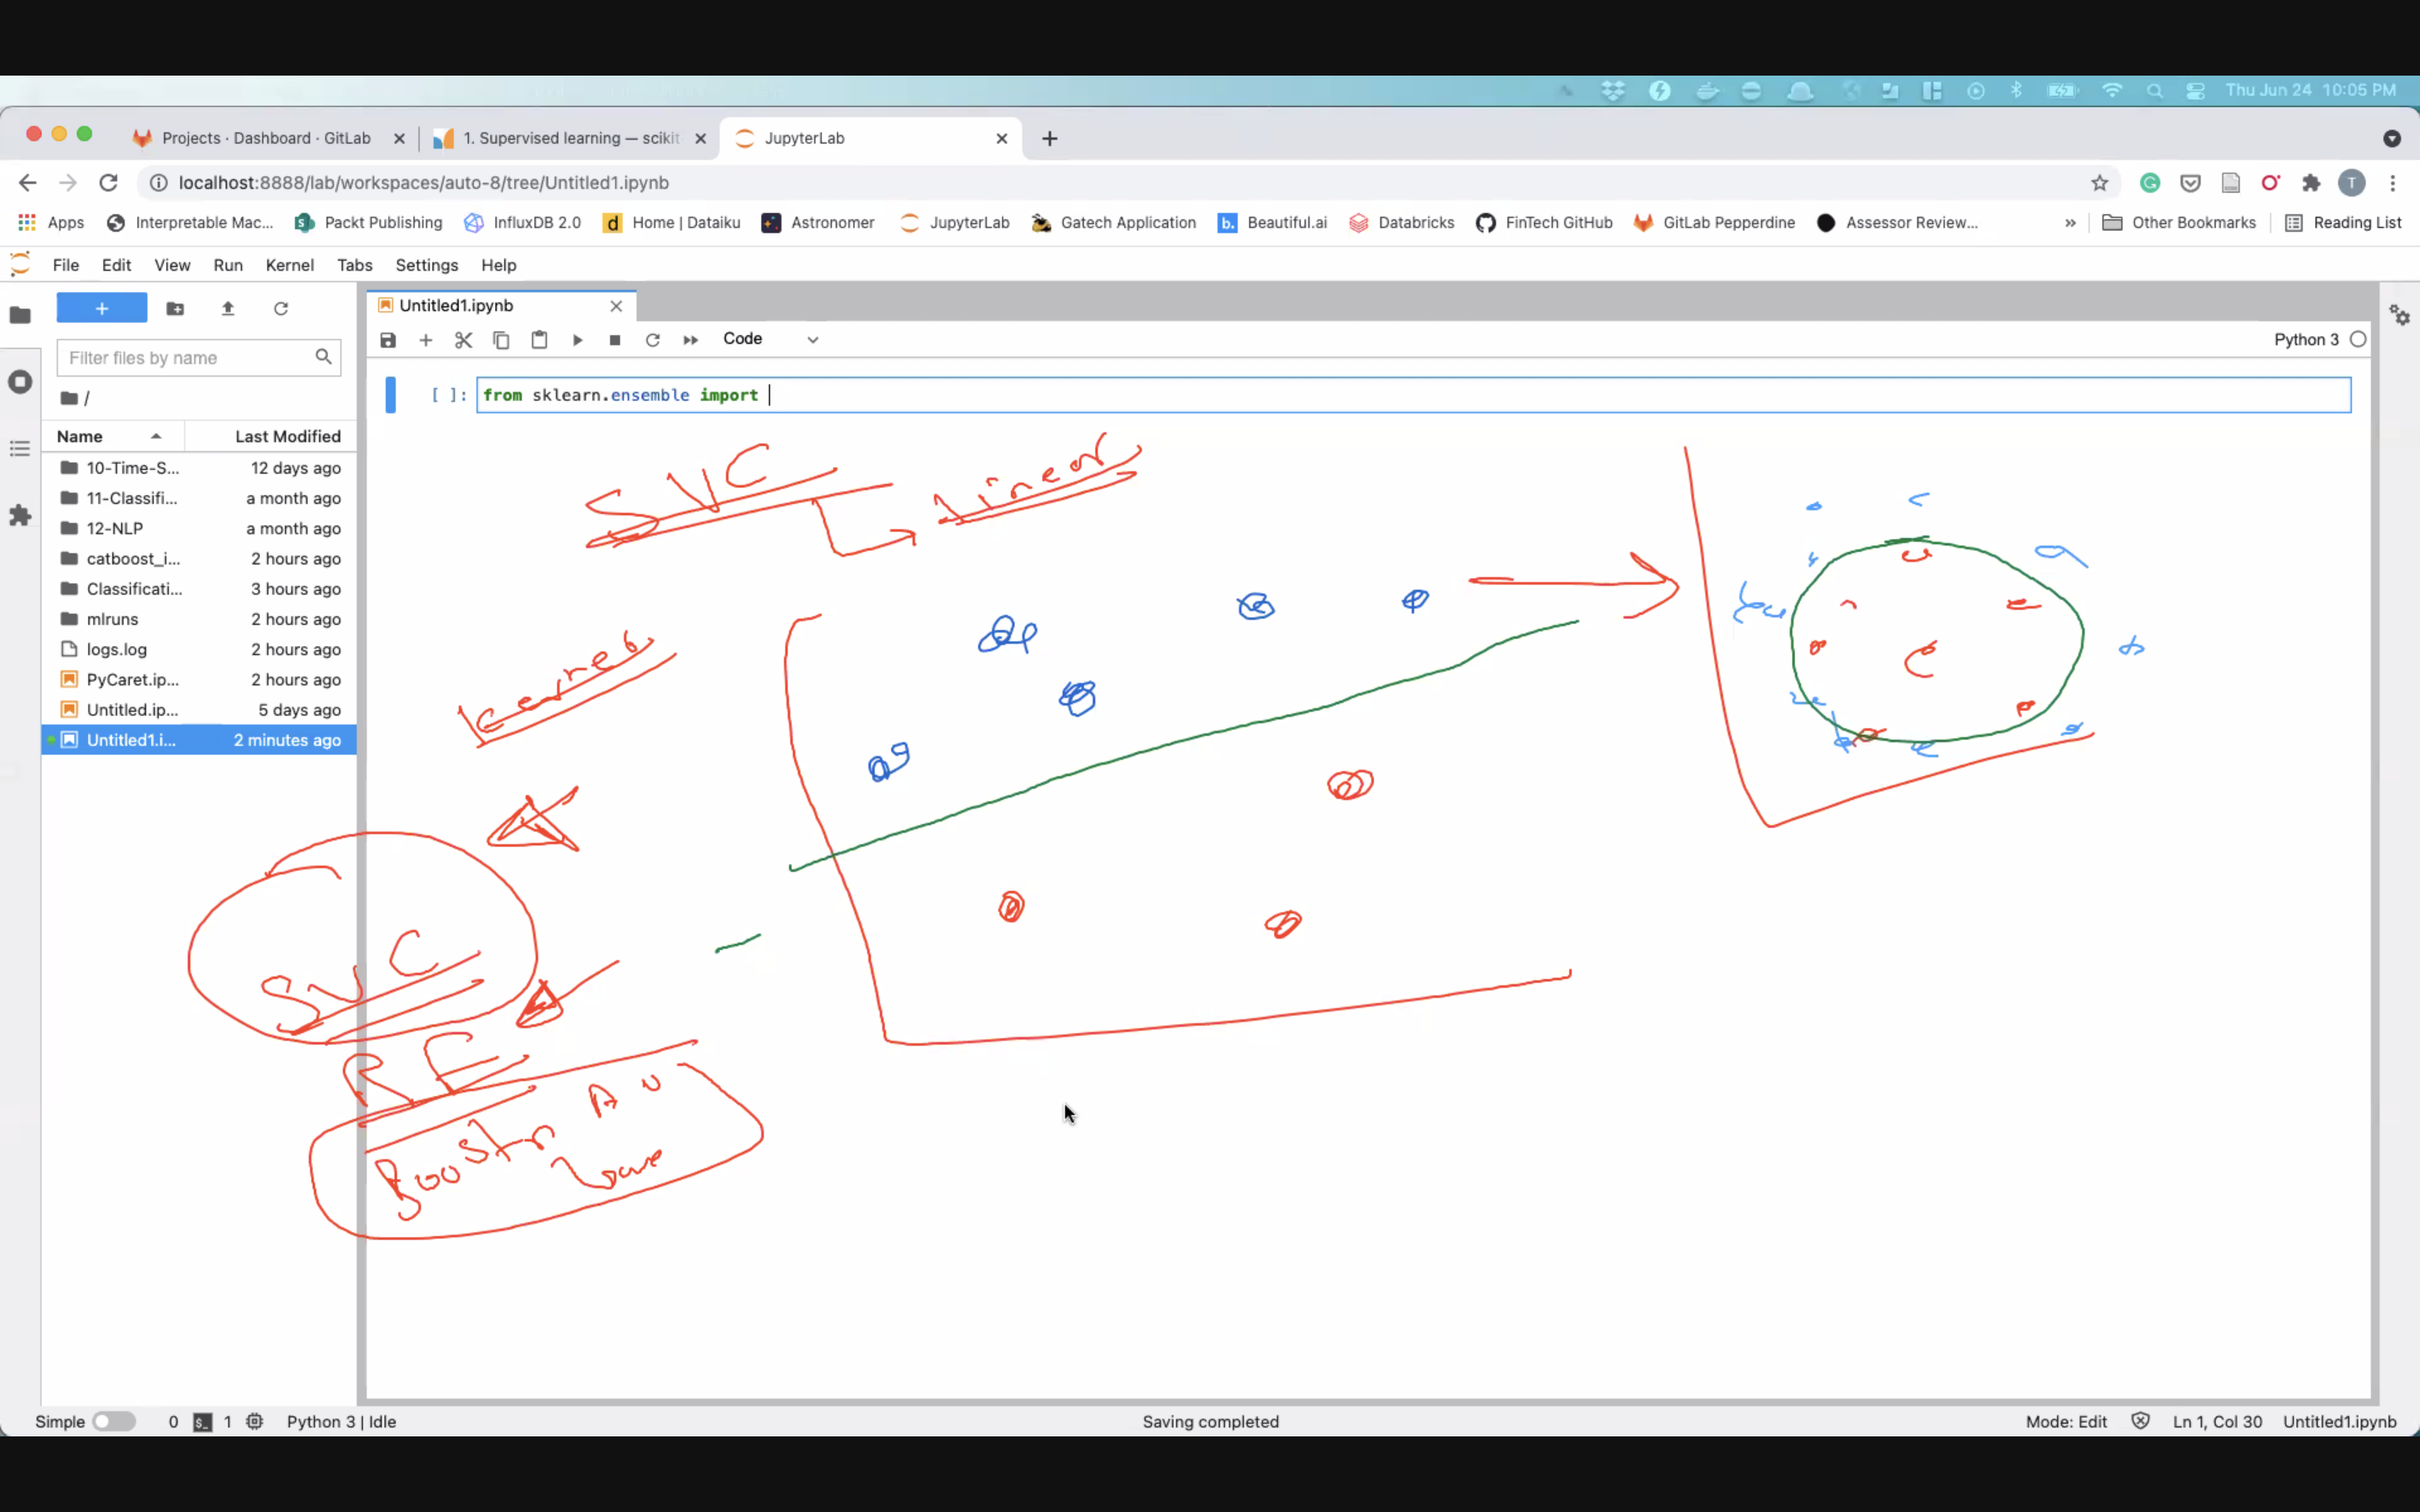 Thu Jun 24 10:05 PM
Projects · Dashboard · GitLab
1. Supervised learning — scikit
JupyterLab
localhost:8888/lab/workspaces/auto-8/tree/Untitled1.ipynb
Apps Interpretable Mac... Packt Publishing InfluxDB 2.0 Home | Dataiku Astronomer JupyterLab Gatech Application Beautiful.ai Databricks FinTech GitHub GitLab Pepperdine Assessor Review... » Other Bookmarks Reading List
File Edit View Run Kernel Tabs Settings Help
Untitled1.ipynb
Code
Python 3
Filter files by name
/
Name Last Modified
10-Time-S... 12 days ago
11-Classifi... a month ago
12-NLP a month ago
catboost_i... 2 hours ago
Classificati... 3 hours ago
mlruns 2 hours ago
logs.log 2 hours ago
PyCaret.ip... 2 hours ago
Untitled.ip... 5 days ago
Untitled1.i... 2 minutes ago
[ ]: from sklearn.ensemble import
SVC Linear
SVC
Simple 0 1 Python 3 | Idle Saving completed Mode: Edit Ln 1, Col 30 Untitled1.ipynb